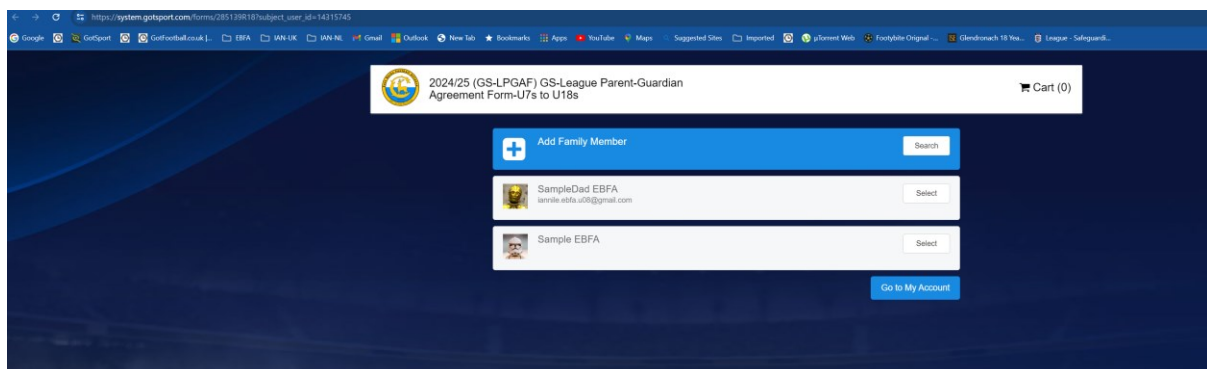 https://system.gotsport.com/forms/285139R18?subject_user_id=14315745
Google GotSport GotFootball.co.uk |... EBFA IAN-UK IAN-NL Gmail Outlook New Tab Bookmarks Apps YouTube Maps Suggested Sites Imported µTorrent Web Footybite Orignal -... Glendronach 18 Yea... League - Safeguardi...
2024/25 (GS-LPGAF) GS-League Parent-Guardian
Agreement Form-U7s to U18s
Cart (0)
Add Family Member
Search
SampleDad EBFA
iannile.ebfa.u08@gmail.com
Select
Sample EBFA
Select
Go to My Account